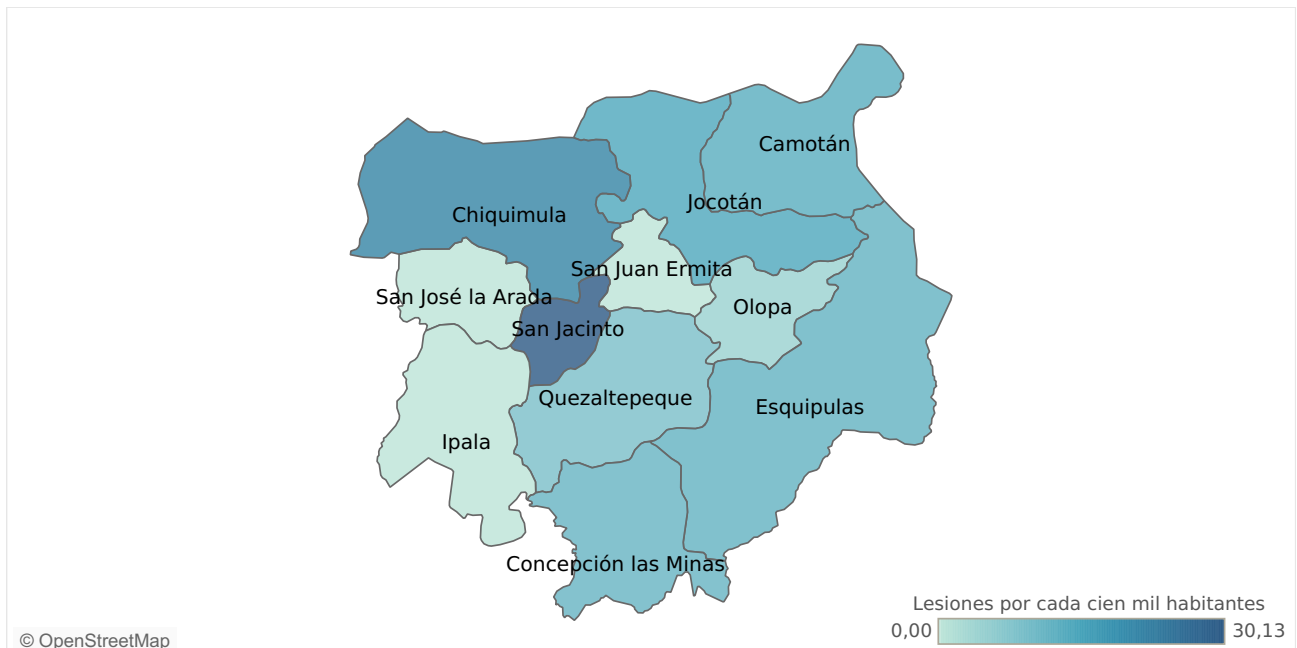 Camotán
Jocotán
Chiquimula
San Juan Ermita
San José la Arada
Olopa
San Jacinto
Quezaltepeque
Esquipulas
Ipala
Concepción las Minas
Lesiones por cada cien mil habitantes
0,00 30,13
© OpenStreetMap